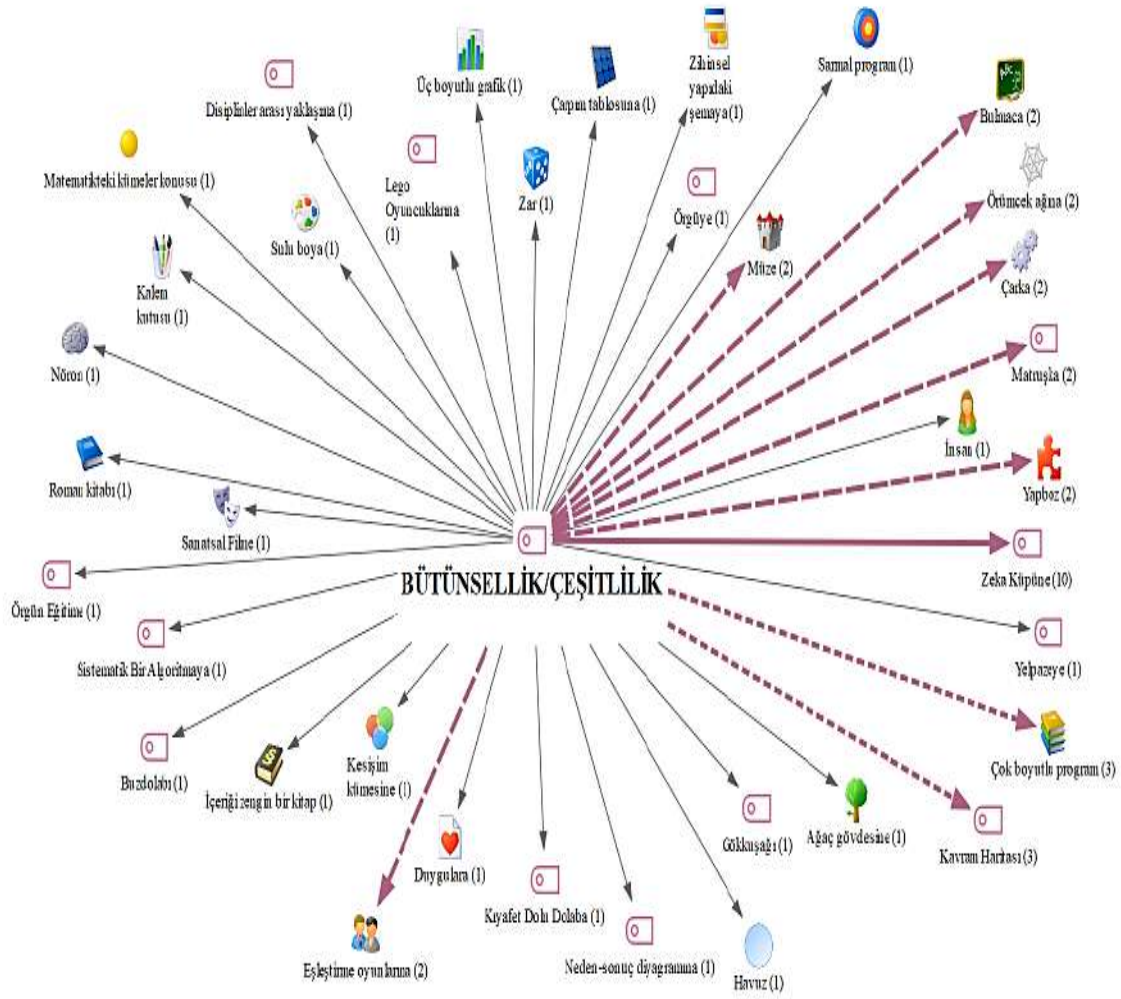 Üç boyutlu grafik (1)
Çarpım tablosuna (1)
Zihinsel
yapıdaki
şemaya(1)
Sarmal program (1)
Disiplinler arası yaklaşıma (1)
Bulmaca (2)
Matematikteki kümeler konusu (1)
Lego
Oyuncuklarına
(1)
Zar (1)
Örgüye (1)
Örümcek ağına (2)
Sulu boya (1)
Müze (2)
Kalem
kutusu (1)
Çarka (2)
Nöron (1)
Matruşka (2)
İnsan (1)
Roman kitabı (1)
Yapboz (2)
Sanatsal Filme (1)
Zeka Küpüne (10)
BÜTÜNSELLİK/ÇEŞİTLİLİK
Örgün Eğitime (1)
Sistematik Bir Algoritmaya (1)
Yelpazeye (1)
Buzdolabı (1)
İçeriği zengin bir kitap (1)
Kesişim
kümesine (1)
Çok boyutlu program (3)
Gökkuşağı (1)
Ağaç gövdesine (1)
Kavram Haritası (3)
Duygulara (1)
Kıyafet Dolu Dolaba (1)
Eşleştirme oyunlarına (2)
Neden-sonuç diyagramına (1)
Havuz (1)